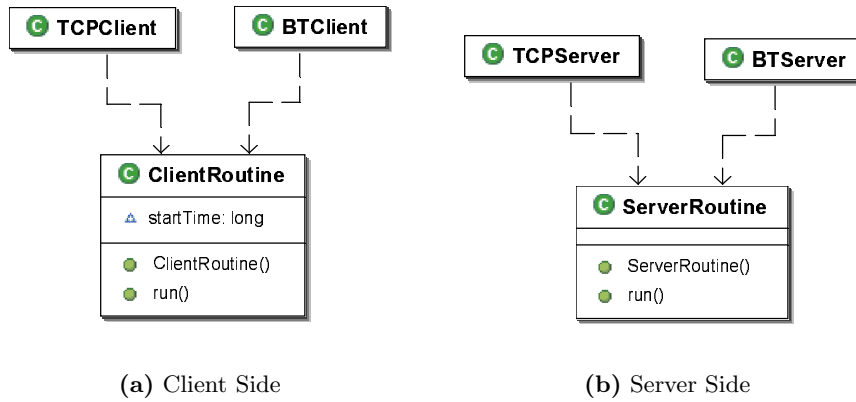 C TCPClient
C BTClient
C ClientRoutine
startTime: long
ClientRoutine()
run()
(a) Client Side
C TCPServer
C BTServer
C ServerRoutine
ServerRoutine()
run()
(b) Server Side